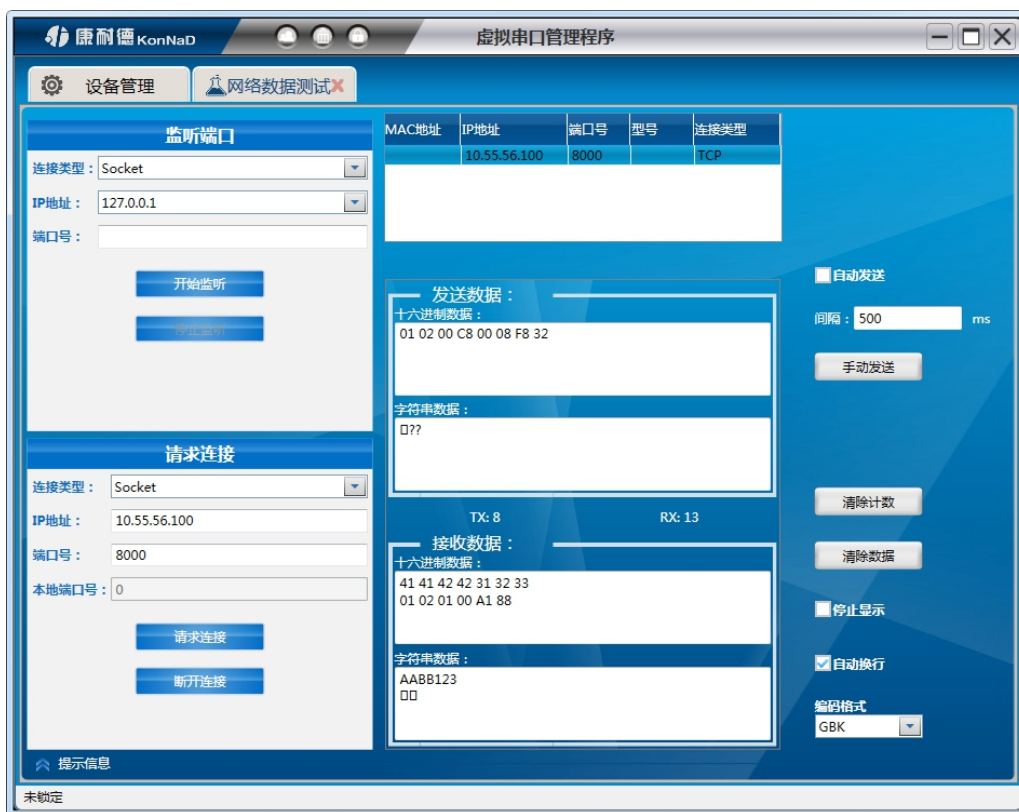 康耐德 KonNaD
虚拟串口管理程序
设备管理
网络数据测试
监听端口
连接类型： Socket
IP地址： 127.0.0.1
端口号：
开始监听
停止监听
请求连接
连接类型： Socket
IP地址： 10.55.56.100
端口号： 8000
本地端口号： 0
请求连接
断开连接
MAC地址 IP地址 端口号 型号 连接类型
10.55.56.100 8000 TCP
发送数据：
十六进制数据：
01 02 00 C8 00 08 F8 32
字符串数据：
□??
TX: 8 RX: 13
接收数据：
十六进制数据：
41 41 42 42 31 32 33
01 02 01 00 A1 88
字符串数据：
AABB123
□□
自动发送
间隔： 500 ms
手动发送
清除计数
清除数据
停止显示
自动换行
编码格式
GBK
提示信息
未锁定